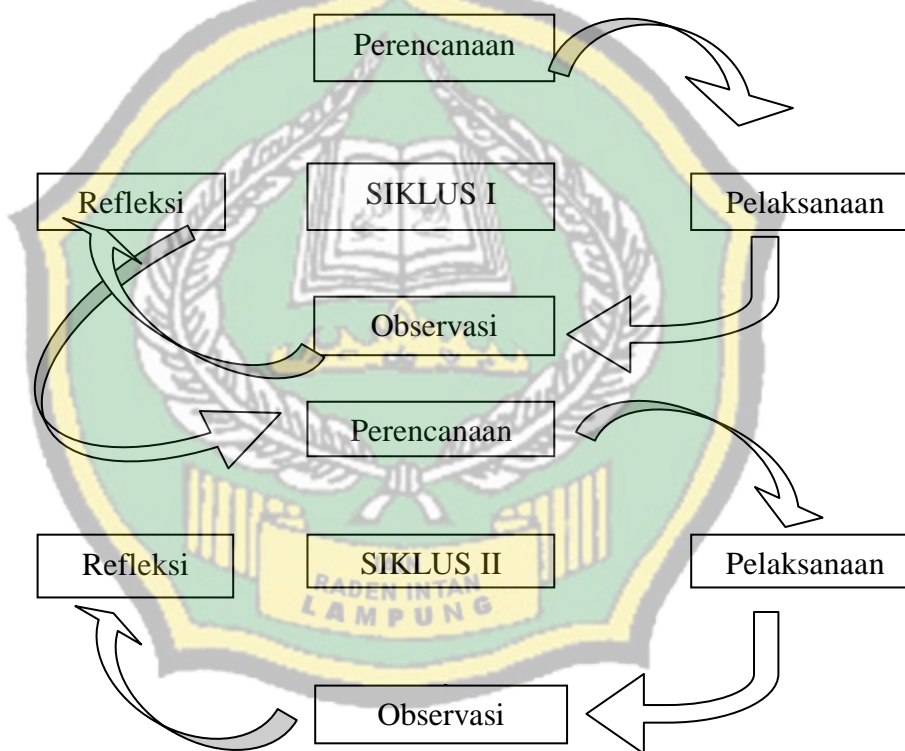 Perencanaan
Refleksi
SIKLUS I
Pelaksanaan
Observasi
Perencanaan
Refleksi
SIKLUS II
Pelaksanaan
RADEN INTAN
LAMPUNG
Observasi